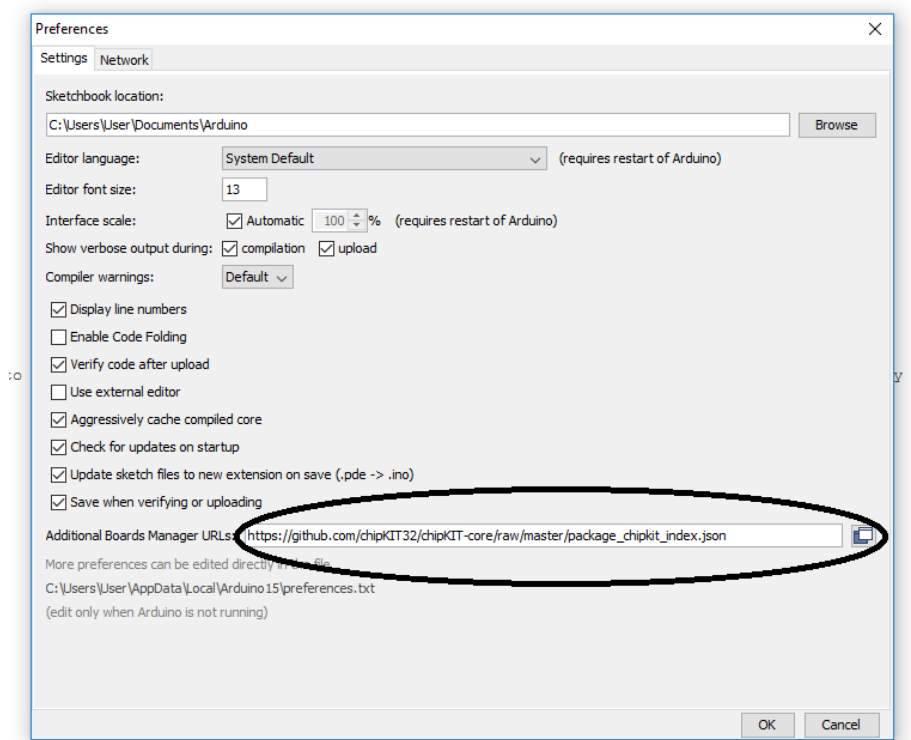 Preferences
Settings Network
Sketchbook location:
C:\Users\User\Documents\Arduino Browse
Editor language: System Default (requires restart of Arduino)
Editor font size: 13
Interface scale: Automatic 100 % (requires restart of Arduino)
Show verbose output during: compilation upload
Compiler warnings: Default
Display line numbers
Enable Code Folding
Verify code after upload
:o y
Use external editor
Aggressively cache compiled core
Check for updates on startup
Update sketch files to new extension on save (.pde -> .ino)
Save when verifying or uploading
Additional Boards Manager URLs: https://github.com/chipKIT32/chipKIT-core/raw/master/package_chipkit_index.json
More preferences can be edited directly in the file
C:\Users\User\AppData\Local\Arduino15\preferences.txt
(edit only when Arduino is not running)
OK Cancel